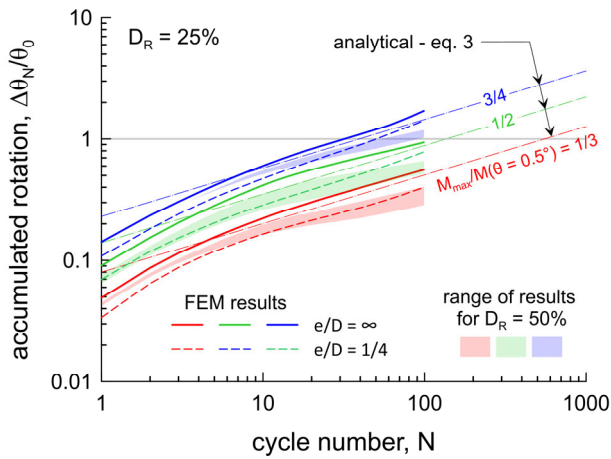 D_R = 25%
analytical - eq. 3
3/4
1/2
M_max/M(θ = 0.5°) = 1/3
accumulated rotation, Δθ_N/θ_0
10
1
0.1
0.01
FEM results
e/D = ∞
e/D = 1/4
range of results
for D_R = 50%
1
10
100
1000
cycle number, N